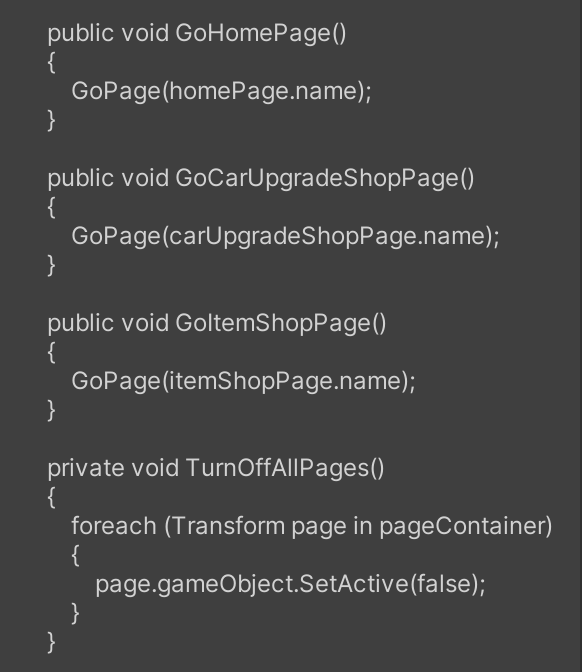 public void GoHomePage()
{
GoPage(homePage.name);
}
public void GoCarUpgradeShopPage()
{
GoPage(carUpgradeShopPage.name);
}
public void GoItemShopPage()
{
GoPage(itemShopPage.name);
}
private void TurnOffAllPages()
{
foreach (Transform page in pageContainer)
{
page.gameObject.SetActive(false);
}
}